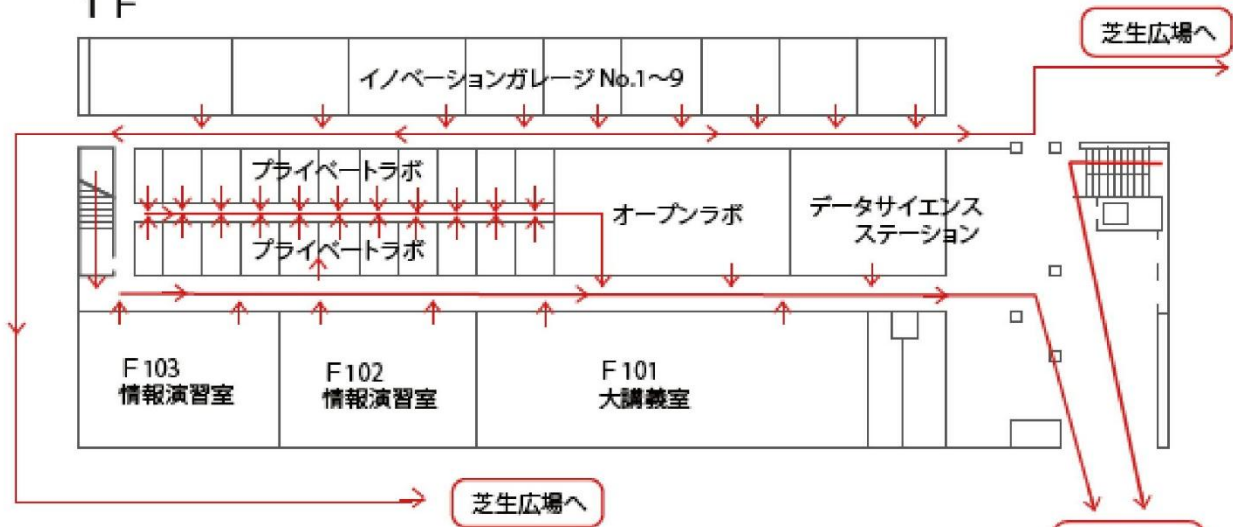 1F
芝生広場へ
イノベーションガレージ No.1〜9
プライベートラボ
オープンラボ
データサイエンス
ステーション
プライベートラボ
F103
情報演習室
F102
情報演習室
F101
大講義室
芝生広場へ